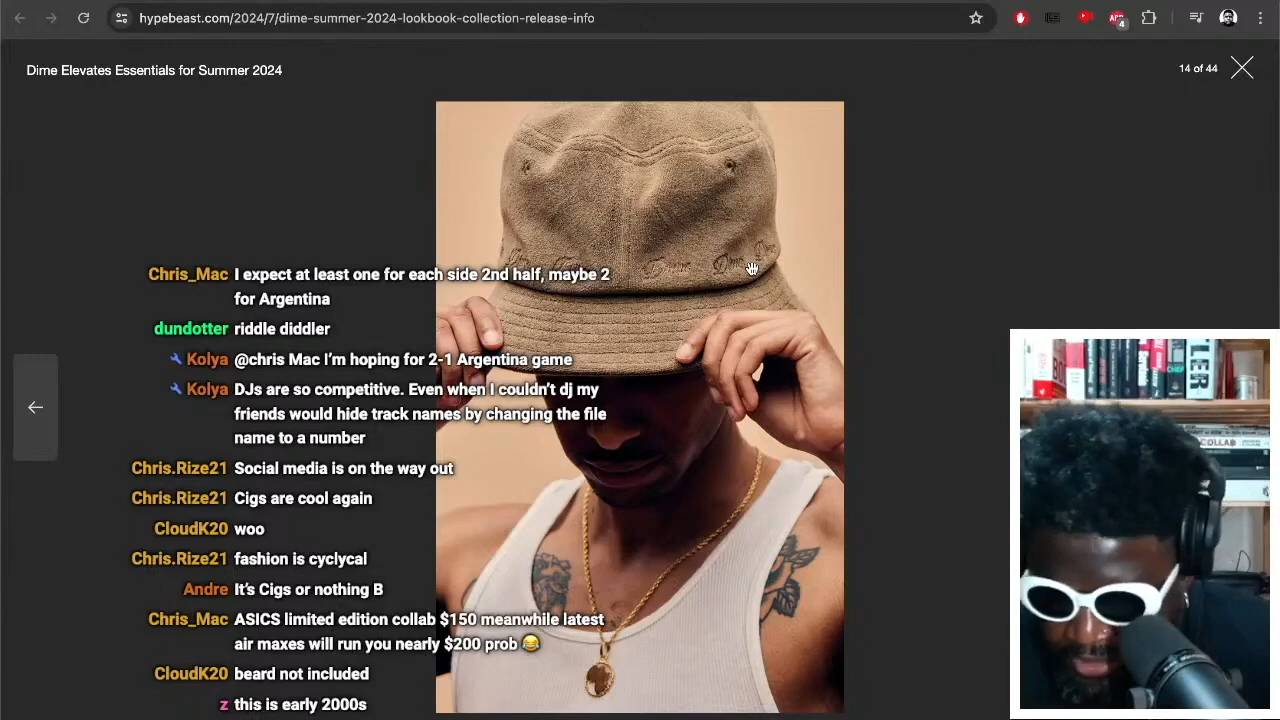 hypebeast.com/2024/7/dime-summer-2024-lookbook-collection-release-info
4
Dime Elevates Essentials for Summer 2024
14 of 44
Dime Dime
Chris_Mac I expect at least one for each side 2nd half, maybe 2
for Argentina
dundotter riddle diddler
Kolya @chris Mac I'm hoping for 2-1 Argentina game
Kolya DJs are so competitive. Even when I couldn't dj my
friends would hide track names by changing the file
name to a number
Chris.Rize21 Social media is on the way out
Chris.Rize21 Cigs are cool again
CloudK20 woo
Chris.Rize21 fashion is cyclycal
Andre It's Cigs or nothing B
Chris_Mac ASICS limited edition collab $150 meanwhile latest
air maxes will run you nearly $200 prob 😂
CloudK20 beard not included
z this is early 2000s
COLLAB